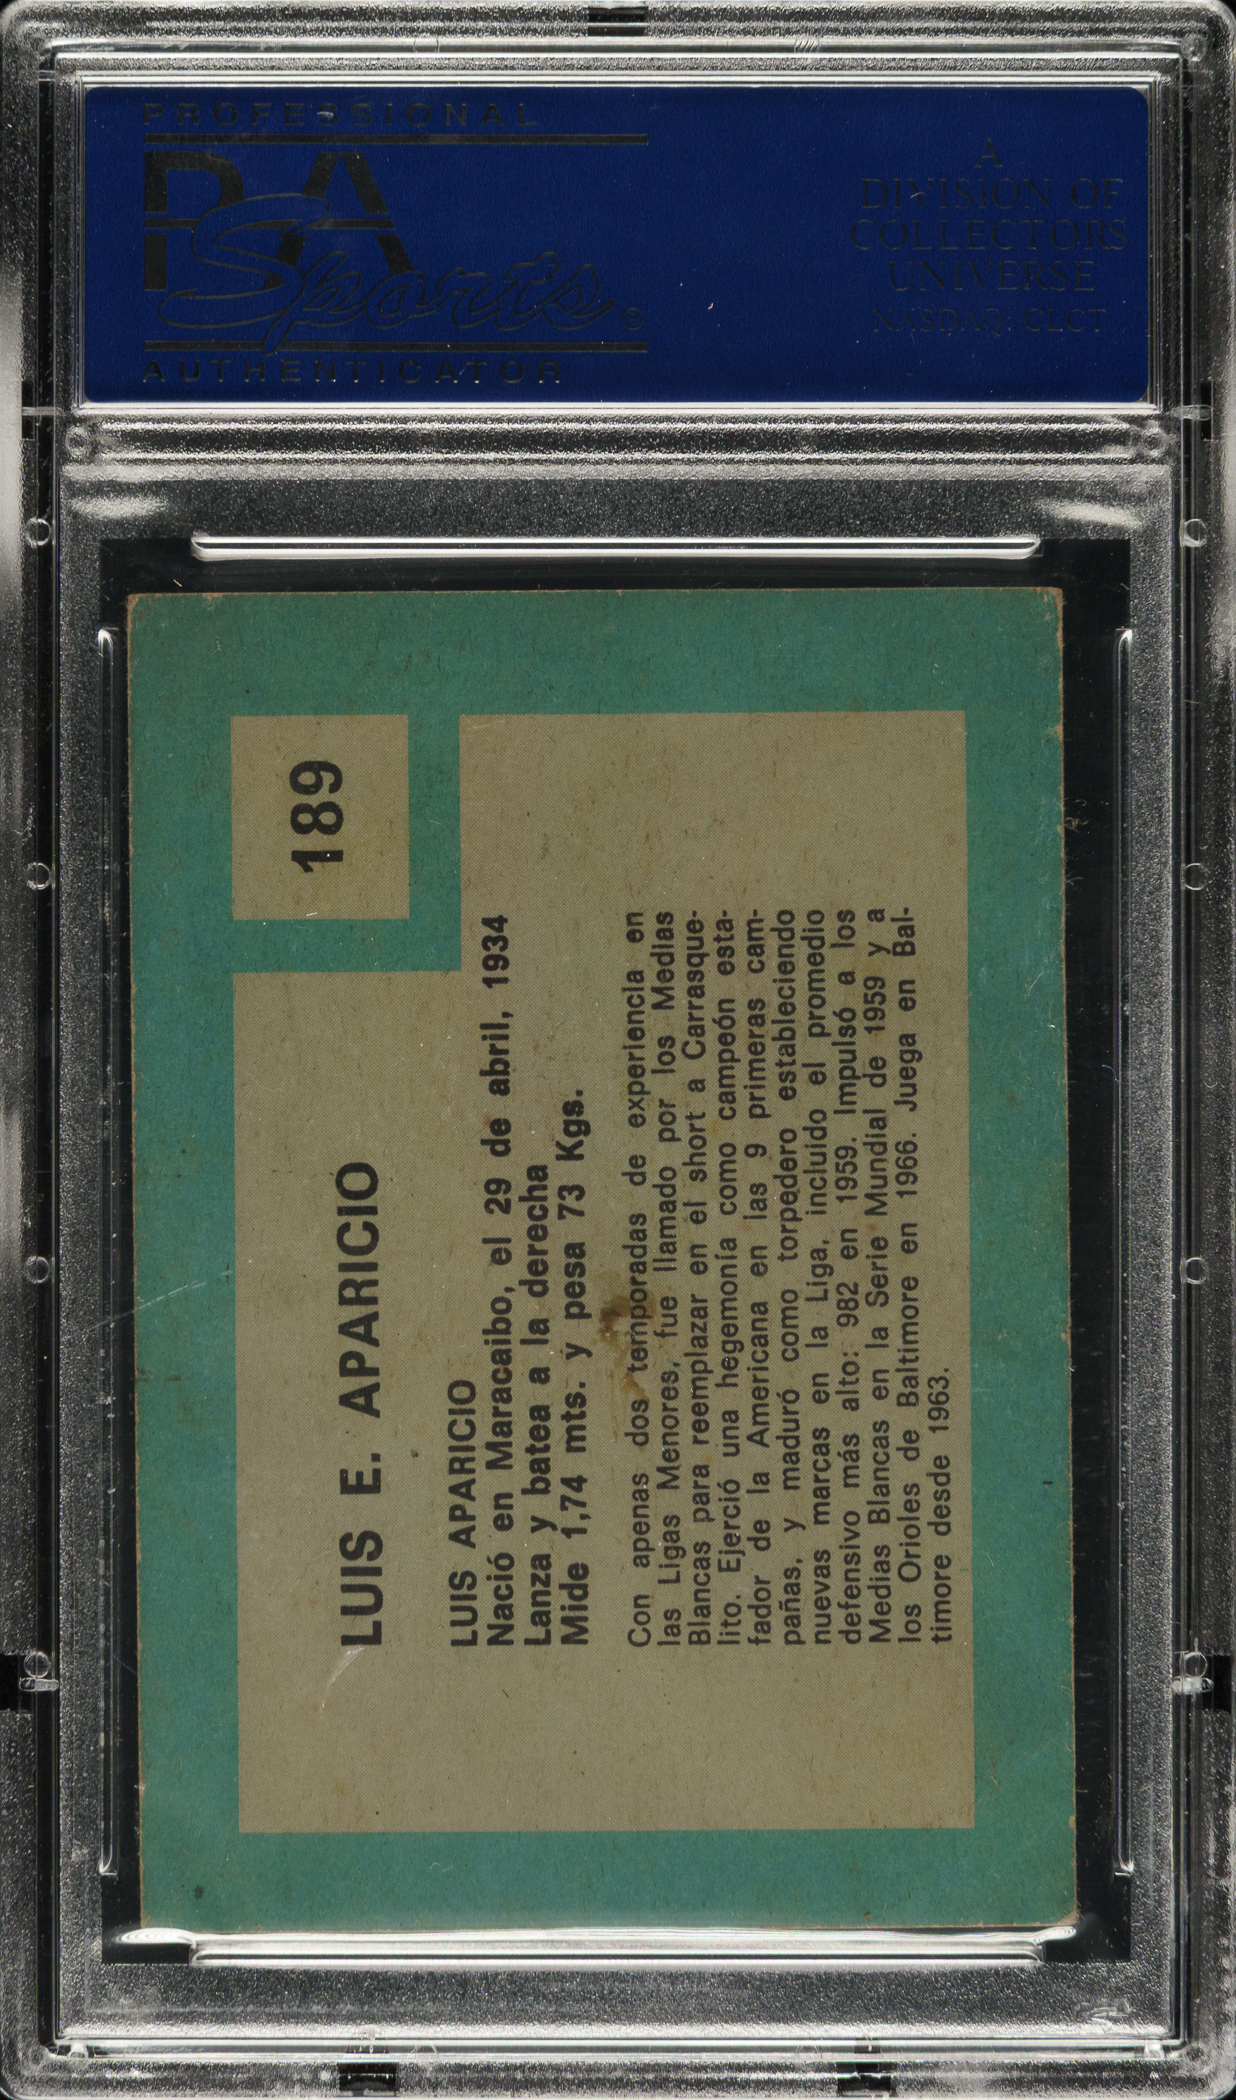 PROFESSIONAL
PSA
Sports®
AUTHENTICATOR
A
DIVISION OF
COLLECTORS
UNIVERSE
NASDAQ: CLCT
189
LUIS E. APARICIO
LUIS APARICIO
Nació en Maracaibo, el 29 de abril, 1934
Lanza y batea a la derecha
Mide 1,74 mts. y pesa 73 Kgs.
Con apenas dos temporadas de experiencia en
las Ligas Menores, fue llamado por los Medias
Blancas para reemplazar en el short a Carrasque-
lito. Ejerció una hegemonía como campeón esta-
fador de la Americana en las 9 primeras cam-
pañas, y maduró como torpedero estableciendo
nuevas marcas en la Liga, incluido el promedio
defensivo más alto: 982 en 1959. Impulsó a los
Medias Blancas en la Serie Mundial de 1959 y a
los Orioles de Baltimore en 1966. Juega en Bal-
timore desde 1963.